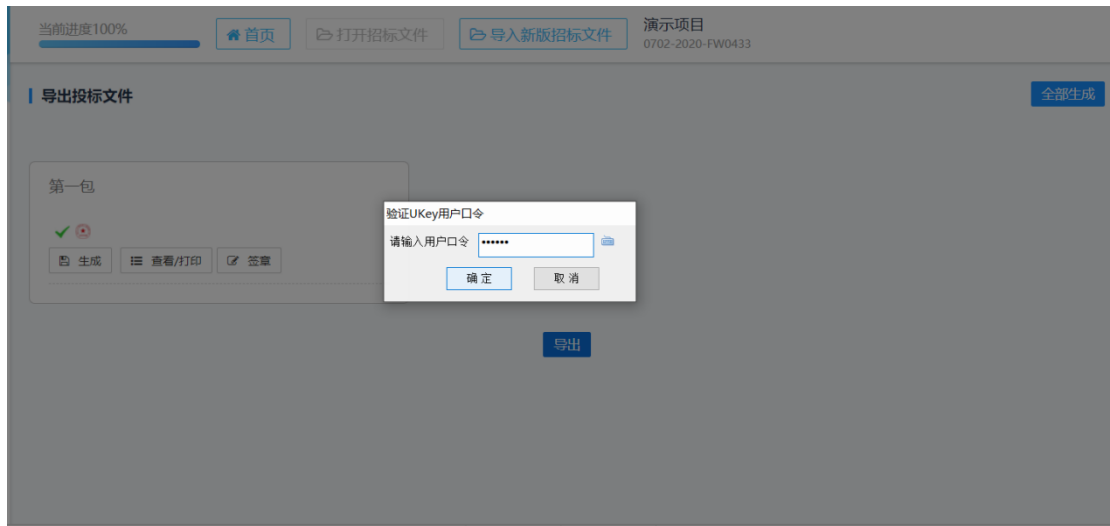 当前进度100%
首页
打开招标文件
导入新版招标文件
演示项目
0702-2020-FW0433
导出投标文件
全部生成
第一包
验证UKey用户口令
请输入用户口令 ••••••
生成
查看/打印
签章
确定
取消
导出